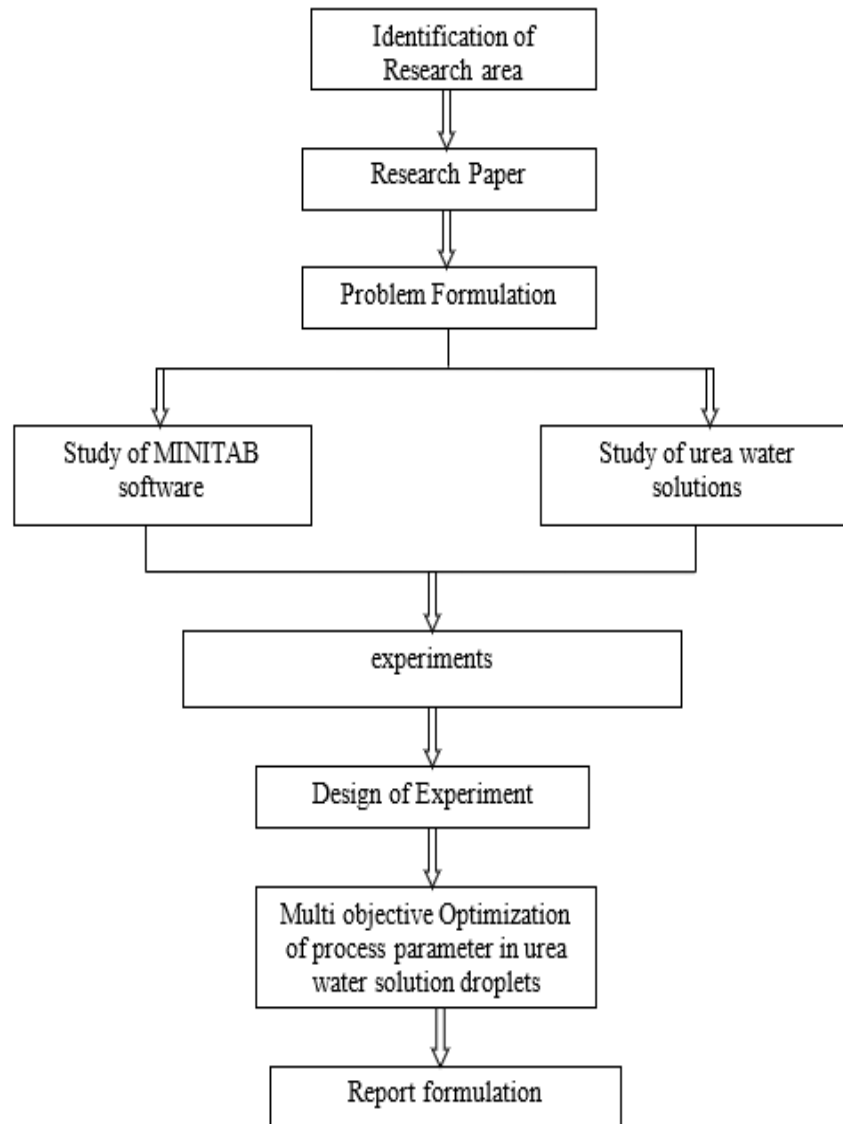 Identification of
Research area
Research Paper
Problem Formulation
Study of MINITAB
software
Study of urea water
solutions
experiments
Design of Experiment
Multi objective Optimization
of process parameter in urea
water solution droplets
Report formulation